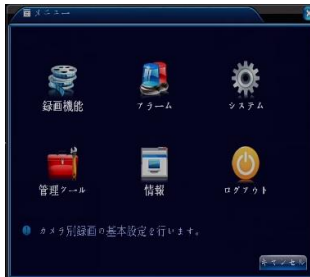 メニュー
録画機能
アラーム
システム
管理ツール
情報
ログアウト
カメラ別録画の基本設定を行います。
キャンセル